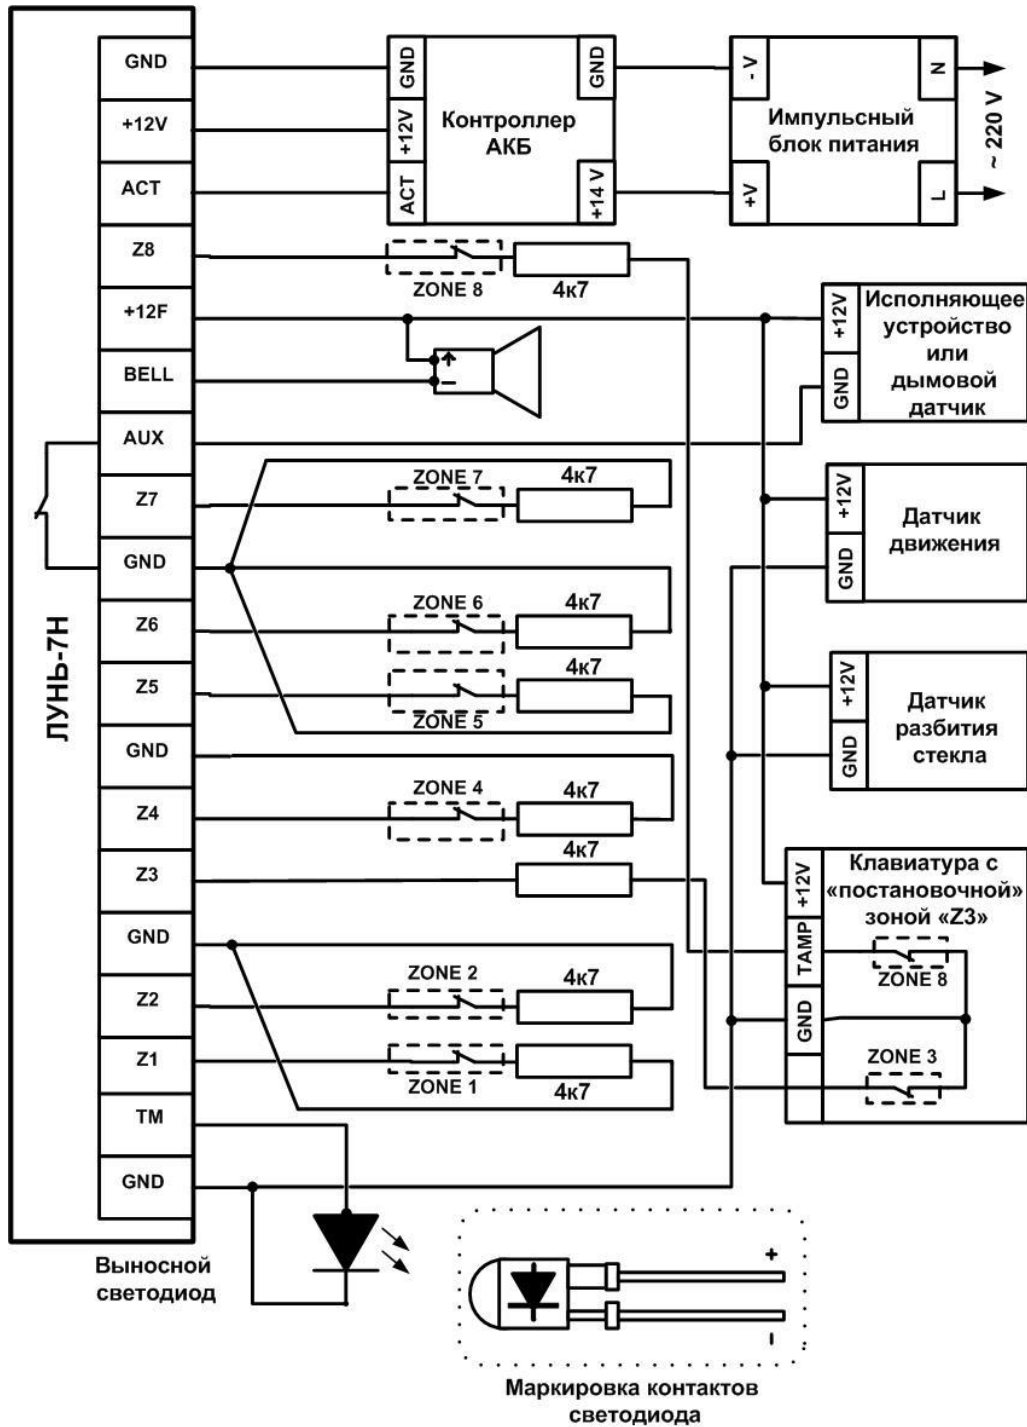 GND
+12V
ACT
Z8
+12F
BELL
AUX
Z7
GND
Z6
Z5
GND
Z4
Z3
GND
Z2
Z1
TM
GND
ЛУНЬ-7Н
GND
+12V
ACT
Контроллер
АКБ
GND
+14 V
- V
+V
Импульсный
блок питания
N
L
~ 220 V
ZONE 8
4к7
+12V
GND
Исполняющее
устройство
или
дымовой
датчик
ZONE 7
4к7
+12V
GND
Датчик
движения
ZONE 6
4к7
4к7
ZONE 5
+12V
GND
Датчик
разбития
стекла
ZONE 4
4к7
4к7
+12V
TAMP
GND
Клавиатура с
«постановочной»
зоной «Z3»
ZONE 8
ZONE 3
ZONE 2
4к7
ZONE 1
4к7
Выносной
светодиод
+
–
Маркировка контактов
светодиода